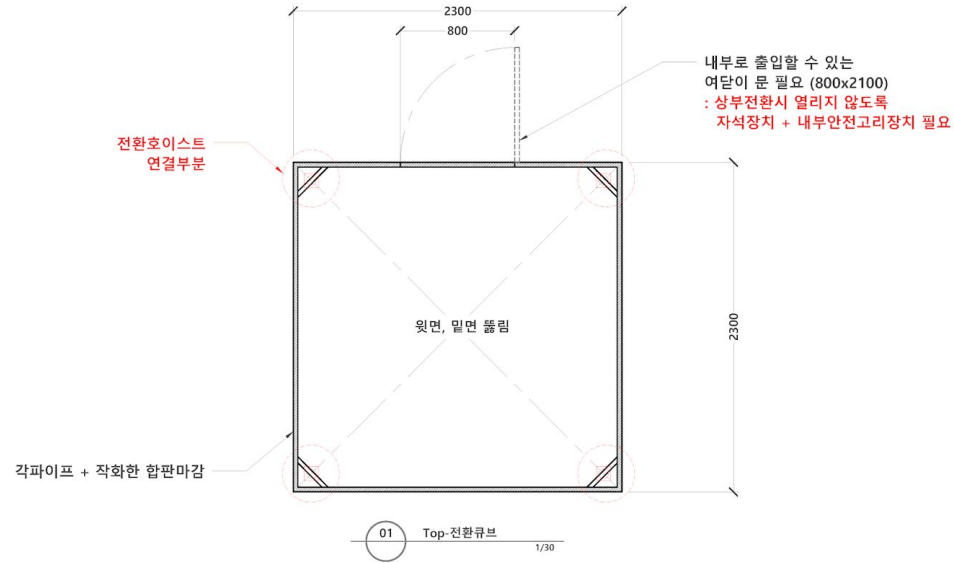 2300
800
내부로 출입할 수 있는
여닫이 문 필요 (800x2100)
: 상부전환시 열리지 않도록
자석장치 + 내부안전고리장치 필요
전환호이스트
연결부분
윗면, 밑면 뚫림
2300
각파이프 + 작화한 합판마감
01 Top-전환큐브
1/30